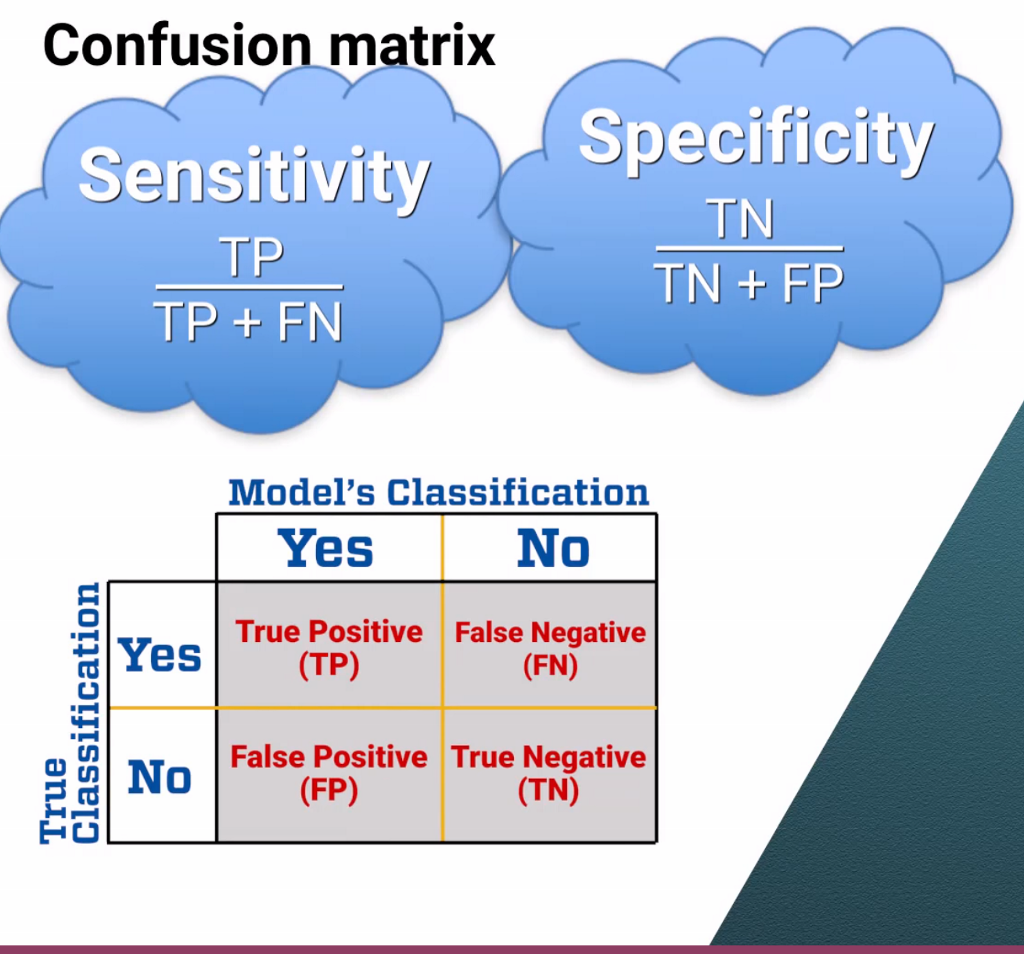 Confusion matrix
Sensitivity
TP
TP + FN
Specificity
TN
TN + FP
Model's Classification
Yes
No
True
Classification
Yes
True Positive
(TP)
False Negative
(FN)
No
False Positive
(FP)
True Negative
(TN)